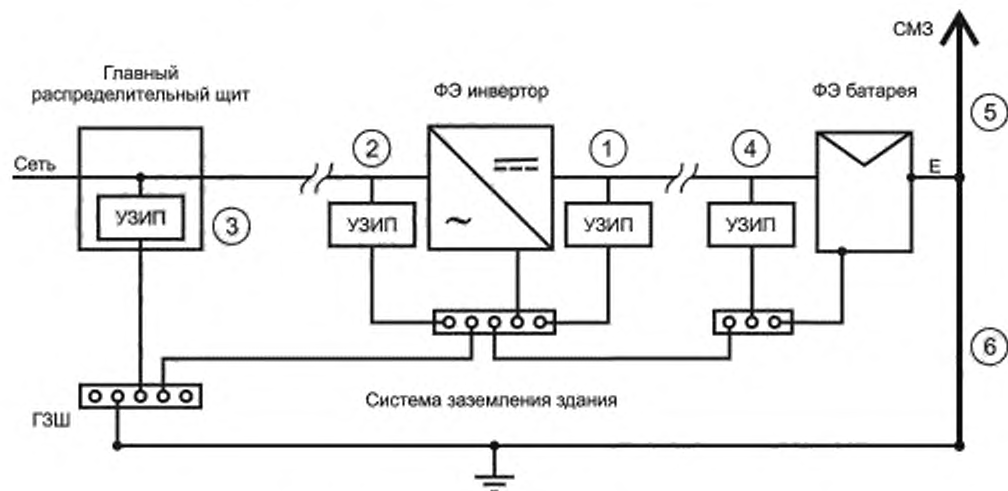 СМЗ
Главный
распределительный щит
ФЭ инвертор
ФЭ батарея
5
2
1
4
Сеть
E
УЗИП
3
УЗИП
УЗИП
УЗИП
~
6
Система заземления здания
ГЗШ